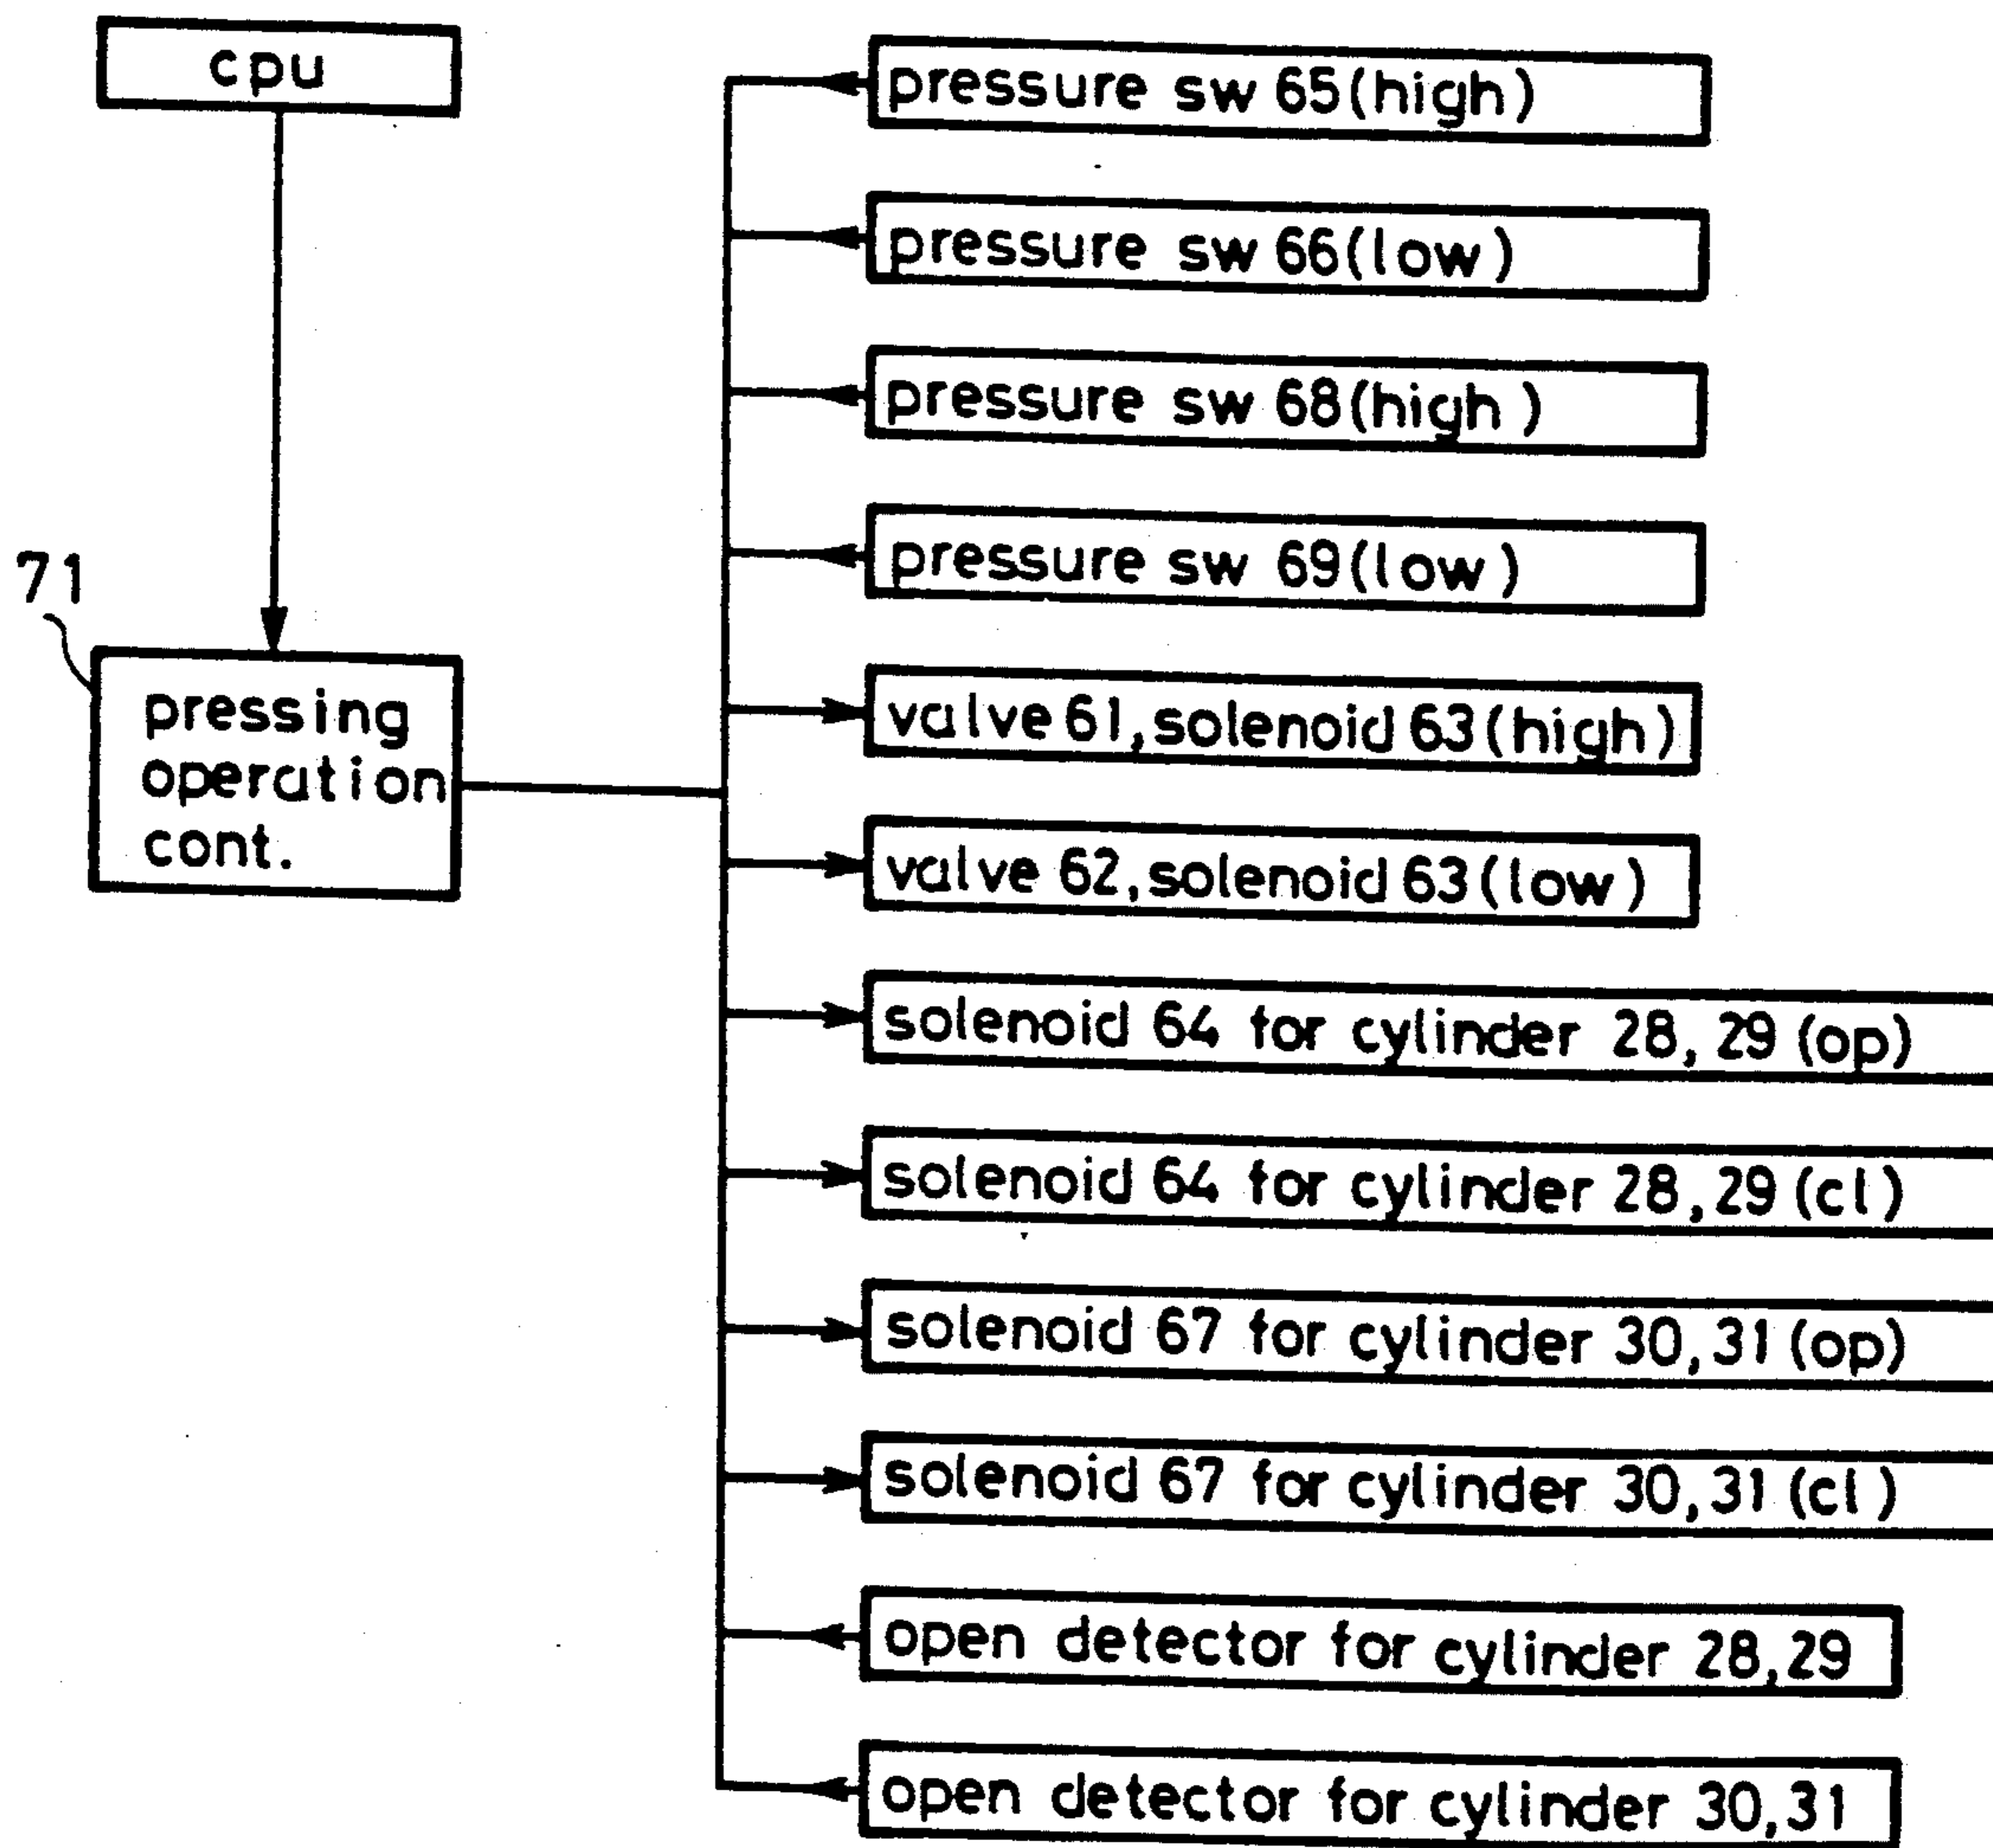 cpu
71
pressing
operation
cont.
pressure sw 65(high)
pressure sw 66(low)
pressure sw 68(high)
pressure sw 69(low)
valve 61,solenoid 63(high)
valve 62,solenoid 63(low)
solenoid 64 for cylinder 28, 29 (op)
solenoid 64 for cylinder 28,29 (cl)
solenoid 67 for cylinder 30,31 (op)
solenoid 67 for cylinder 30,31 (cl)
open detector for cylinder 28,29
open detector for cylinder 30,31